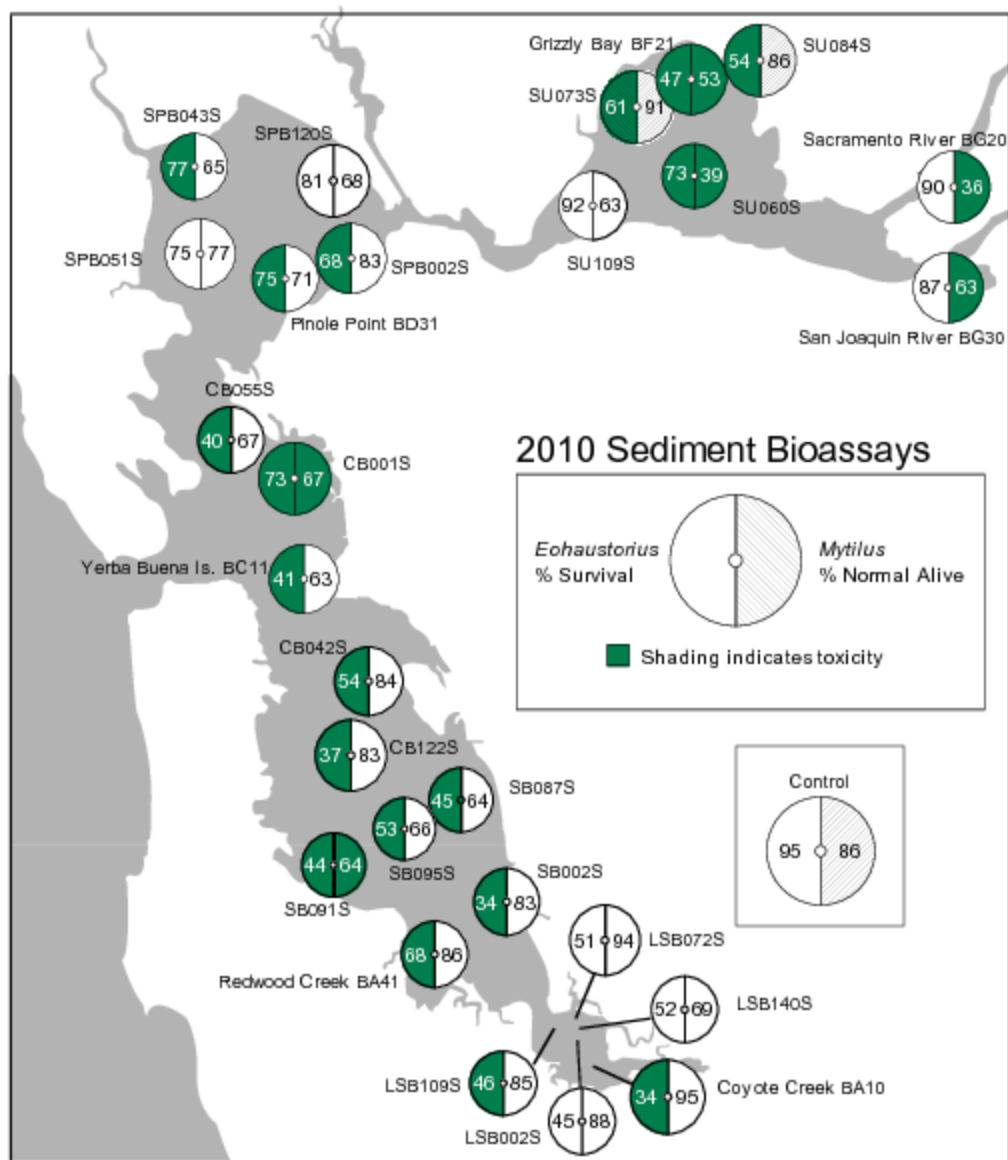 Grizzly Bay BF21
SU084S
54 86
47 53
SU073S
61 91
SPB043S
77 65
SPB120S
81 68
Sacramento River BG20
90 36
73 39
SU060S
92 63
SU109S
SPB051S
75 77
68 83
SPB002S
75 71
Pinole Point BD31
87 63
San Joaquin River BG30
CB055S
40 67
CB001S
73 67
Yerba Buena Is. BC11
41 63
2010 Sediment Bioassays
Eohaustorius
% Survival
Mytilus
% Normal Alive
Shading indicates toxicity
CB042S
54 84
CB122S
37 83
SB087S
45 64
53 66
SB095S
44 64
SB091S
SB002S
34 83
Control
95 86
68 86
Redwood Creek BA41
LSB072S
51 94
LSB140S
52 69
LSB109S
46 85
45 88
LSB002S
34 95
Coyote Creek BA10